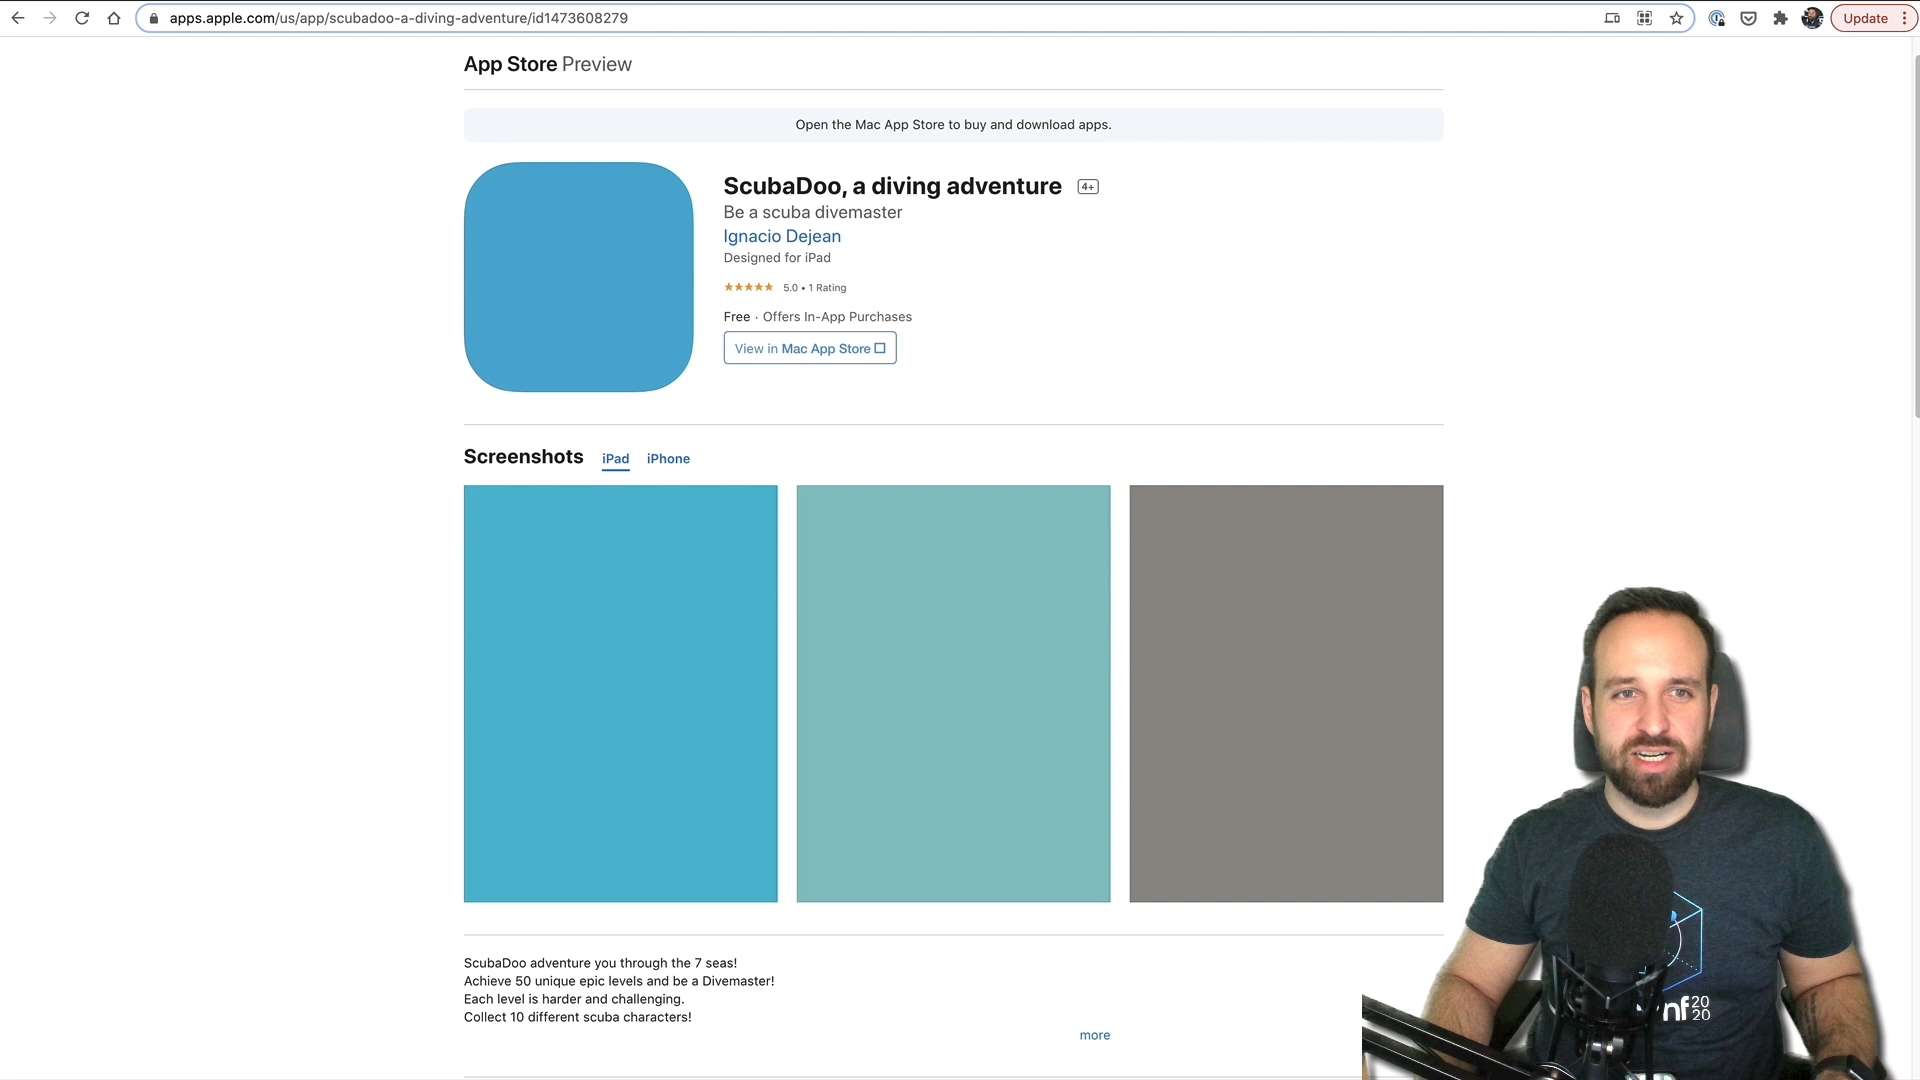 apps.apple.com/us/app/scubadoo-a-diving-adventure/id1473608279
Update
App Store Preview
Open the Mac App Store to buy and download apps.
ScubaDoo, a diving adventure 4+
Be a scuba divemaster
Ignacio Dejean
Designed for iPad
★★★★★ 5.0 • 1 Rating
Free · Offers In-App Purchases
View in Mac App Store
Screenshots iPad iPhone
ScubaDoo adventure you through the 7 seas!
Achieve 50 unique epic levels and be a Divemaster!
Each level is harder and challenging.
Collect 10 different scuba characters!
more
20
20